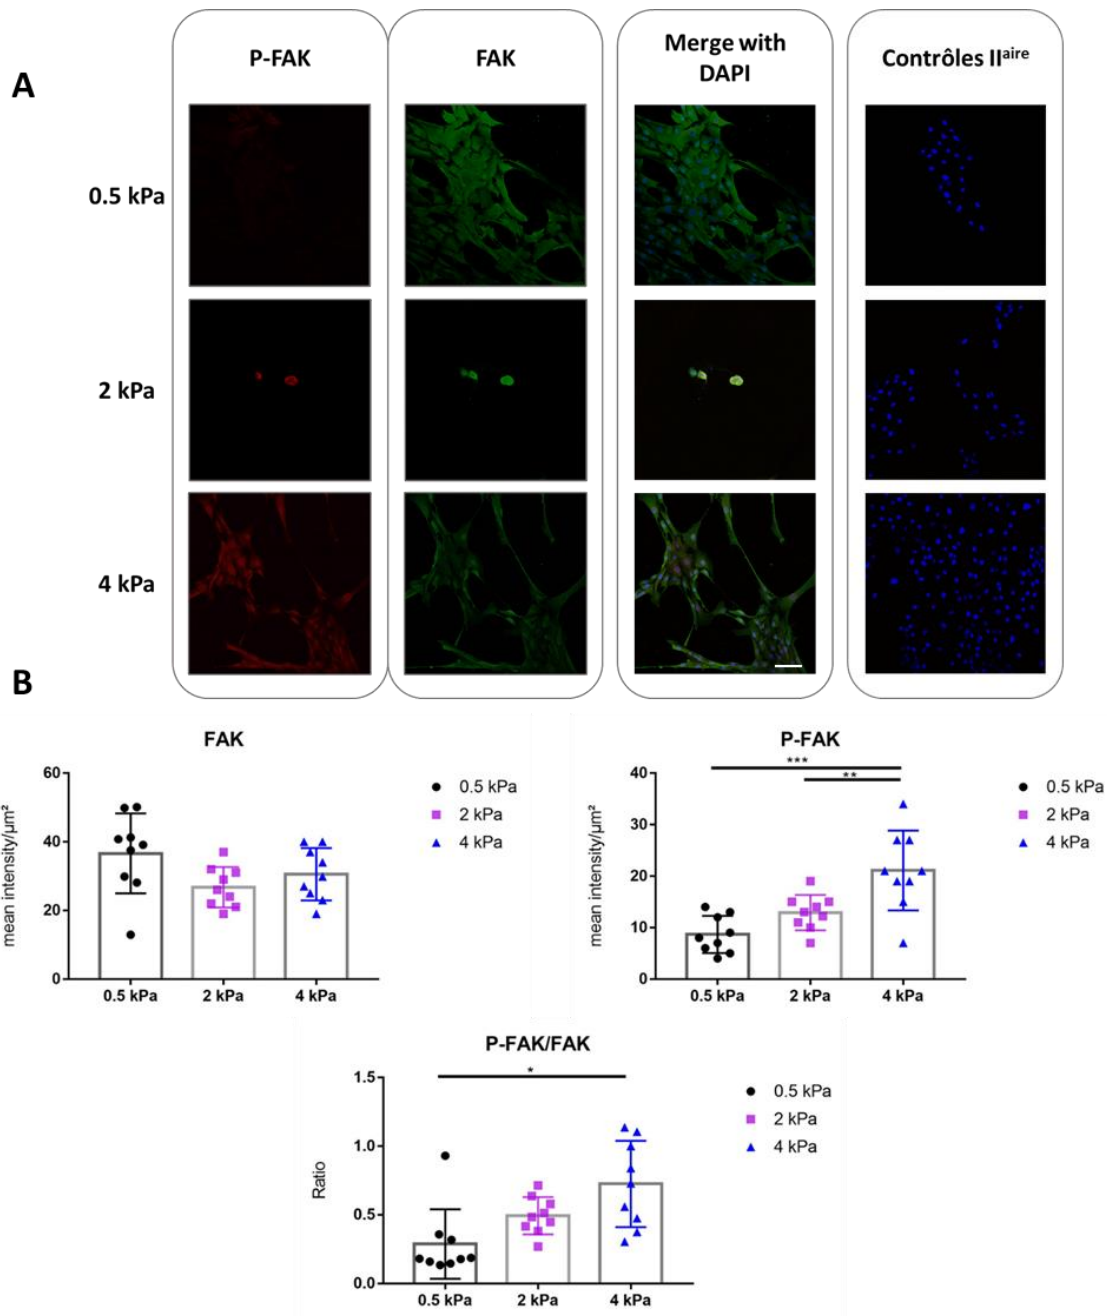 P-FAK
FAK
Merge with
DAPI
Contrôles IIaire
A
0.5 kPa
2 kPa
4 kPa
B
FAK
mean intensity/µm²
60
40
20
0
0.5 kPa
2 kPa
4 kPa
0.5 kPa
2 kPa
4 kPa
P-FAK
***
**
mean intensity/µm²
40
30
20
10
0
0.5 kPa
2 kPa
4 kPa
0.5 kPa
2 kPa
4 kPa
P-FAK/FAK
*
Ratio
1.5
1.0
0.5
0.0
0.5 kPa
2 kPa
4 kPa
0.5 kPa
2 kPa
4 kPa